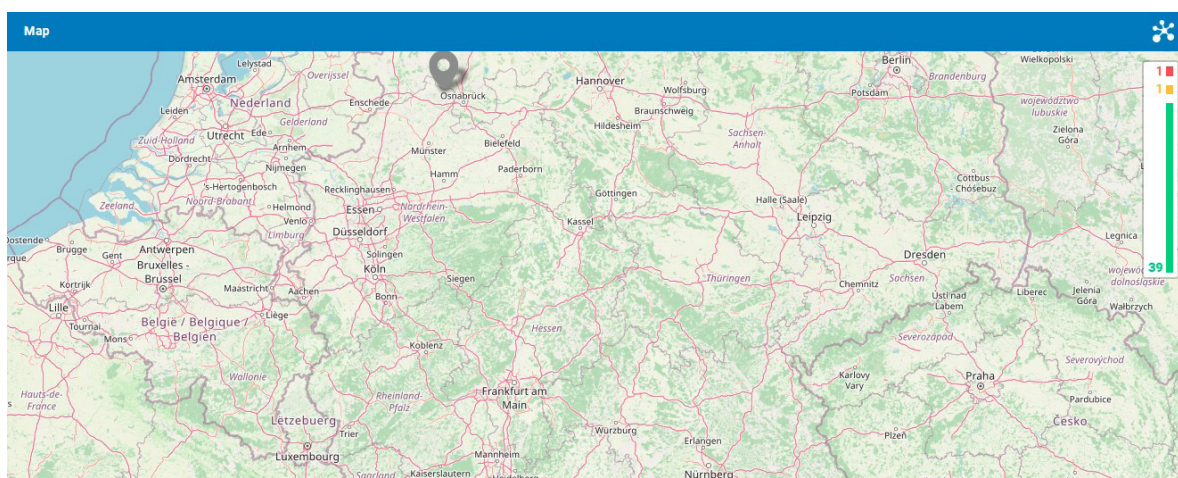 Map
Lelystad
Amsterdam
Overijssel
Leiden
Nederland
Enschede
Osnabrück
Hannover
Wolfsburg
Braunschweig
Hildesheim
Berlin
Potsdam
Brandenburg
Wielkopolski
województwo
lubuskie
Zielona
Góra
1
1
39
Gelderland
Utrecht
Ede
Zuid-Holland
Arnhem
Dordrecht
Nijmegen
's-Hertogenbosch
Noord-Brabant
Zeeland
Helmond
Venlo
Limburg
Münster
Bielefeld
Hamm
Paderborn
Recklinghausen
Essen
Nordrhein-
Westfalen
Düsseldorf
Solingen
Köln
Bonn
Siegen
Göttingen
Kassel
Sachsen-
Anhalt
Halle (Saale)
Leipzig
Cottbus
- Chóśebuz
Legnica
Dresden
Sachsen
Chemnitz
Thüringen
Oostende
Brugge
Gent
Antwerpen
Bruxelles -
Brussel
Maastricht
Aachen
Kortrijk
Lille
Tournai
Mons
België / Belgique /
Belgien
Liège
Wallonie
Hauts-de-
France
Koblenz
Hessen
Frankfurt am
Main
Rheinland-
Pfalz
Lëtzebuerg
Luxembourg
Trier
Saarland
Kaiserslautern
Mannheim
Heidelberg
Würzburg
Erlangen
Nürnberg
Ústí nad
Labem
Liberec
Jelenia
Góra
Wałbrzych
dolnośląskie
Severozápad
Severovýchod
Karlovy
Vary
Praha
Pardubice
Česko
Plzeň